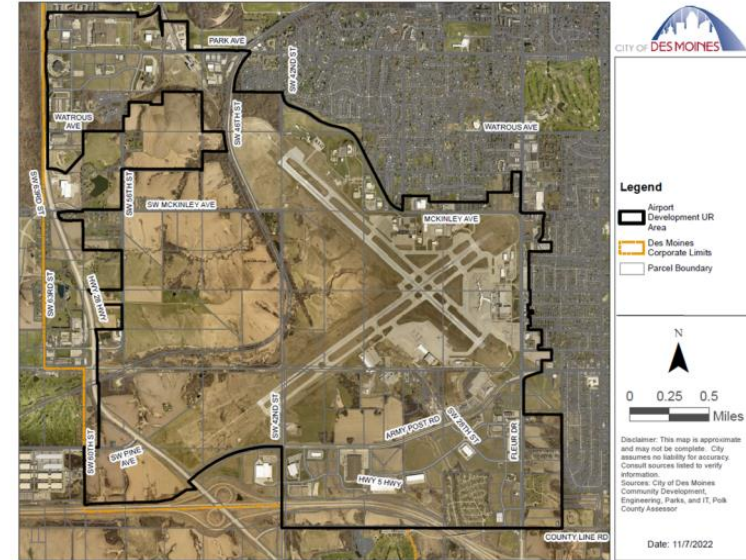 PARK AVE
SW 42ND ST
SW 46TH ST
WATROUS
AVE
WATROUS AVE
SW 63RD ST
SW 56TH ST
SW MCKINLEY AVE
MCKINLEY AVE
SW 63RD ST
HWY 28 HWY
SW 42ND ST
ARMY POST RD
SW 28TH ST
FLEUR DR
SW 60TH ST
SW PINE
AVE
HWY 5 HWY
COUNTY LINE RD
CITY OF DES MOINES
Legend
Airport
Development UR
Area
Des Moines
Corporate Limits
Parcel Boundary
N
0 0.25 0.5
Miles
Disclaimer: This map is approximate
and may not be complete. City
assumes no liability for accuracy.
Consult sources listed to verify
information.
Sources: City of Des Moines
Community Development,
Engineering, Parks, and IT, Polk
County Assessor
Date: 11/7/2022